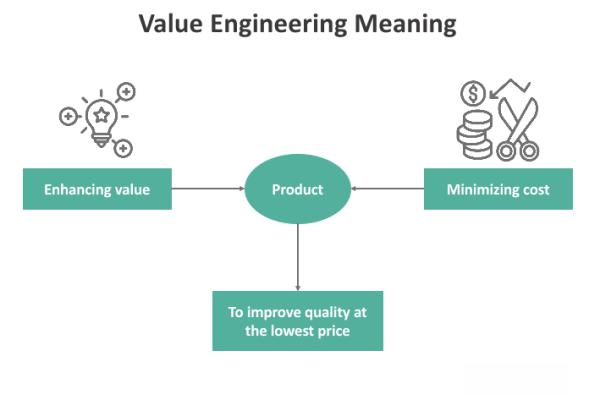 Value Engineering Meaning
$
Enhancing value
Product
Minimizing cost
To improve quality at
the lowest price